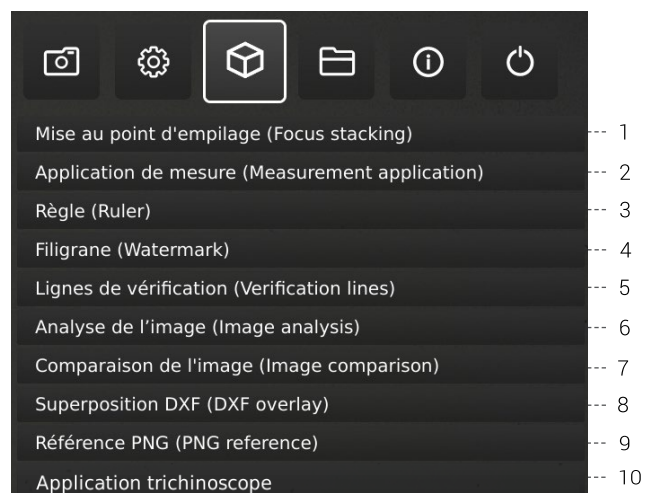 Mise au point d'empilage (Focus stacking) --- 1
Application de mesure (Measurement application) --- 2
Règle (Ruler) --- 3
Filigrane (Watermark) --- 4
Lignes de vérification (Verification lines) --- 5
Analyse de l’image (Image analysis) --- 6
Comparaison de l'image (Image comparison) --- 7
Superposition DXF (DXF overlay) --- 8
Référence PNG (PNG reference) --- 9
Application trichinoscope --- 10